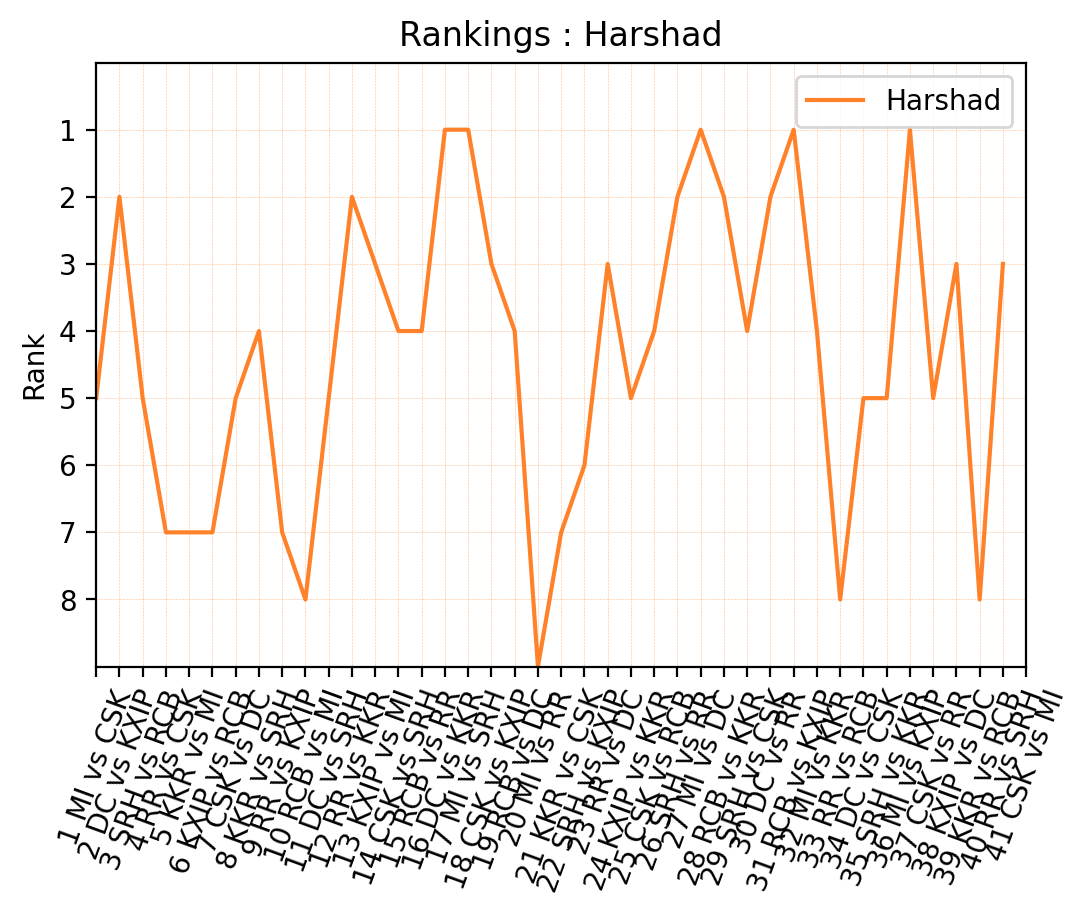 Rankings : Harshad
Harshad
Rank
1
2
3
4
5
6
7
8
1 MI vs CSK
2 DC vs KXIP
3 SRH vs RCB
4 RR vs CSK
5 KKR vs MI
6 KXIP vs RCB
7 CSK vs DC
8 KKR vs SRH
9 RR vs KXIP
10 RCB vs MI
11 DC vs SRH
12 RR vs KKR
13 KXIP vs MI
14 CSK vs SRH
15 RCB vs RR
16 DC vs KKR
17 MI vs SRH
18 CSK vs KXIP
19 RCB vs DC
20 MI vs RR
21 KKR vs CSK
22 SRH vs KXIP
23 RR vs DC
24 KXIP vs KKR
25 CSK vs RCB
26 SRH vs RR
27 MI vs DC
28 RCB vs KKR
29 SRH vs CSK
30 DC vs RR
31 RCB vs KXIP
32 MI vs KKR
33 RR vs RCB
34 DC vs CSK
35 SRH vs KKR
36 MI vs KXIP
37 CSK vs RR
38 KXIP vs DC
39 KKR vs RCB
40 RR vs SRH
41 CSK vs MI